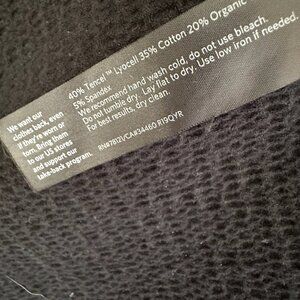 We want our
clothes back, even
if they're worn or
torn. Bring them
to our US stores
and support our
take-back program.
40% Tencel™ Lyocell 35% Cotton 20% Organic
5% Spandex
We recommend hand wash cold, do not use bleach.
Do not tumble dry. Lay flat to dry. Use low iron if needed.
For best results, dry clean.